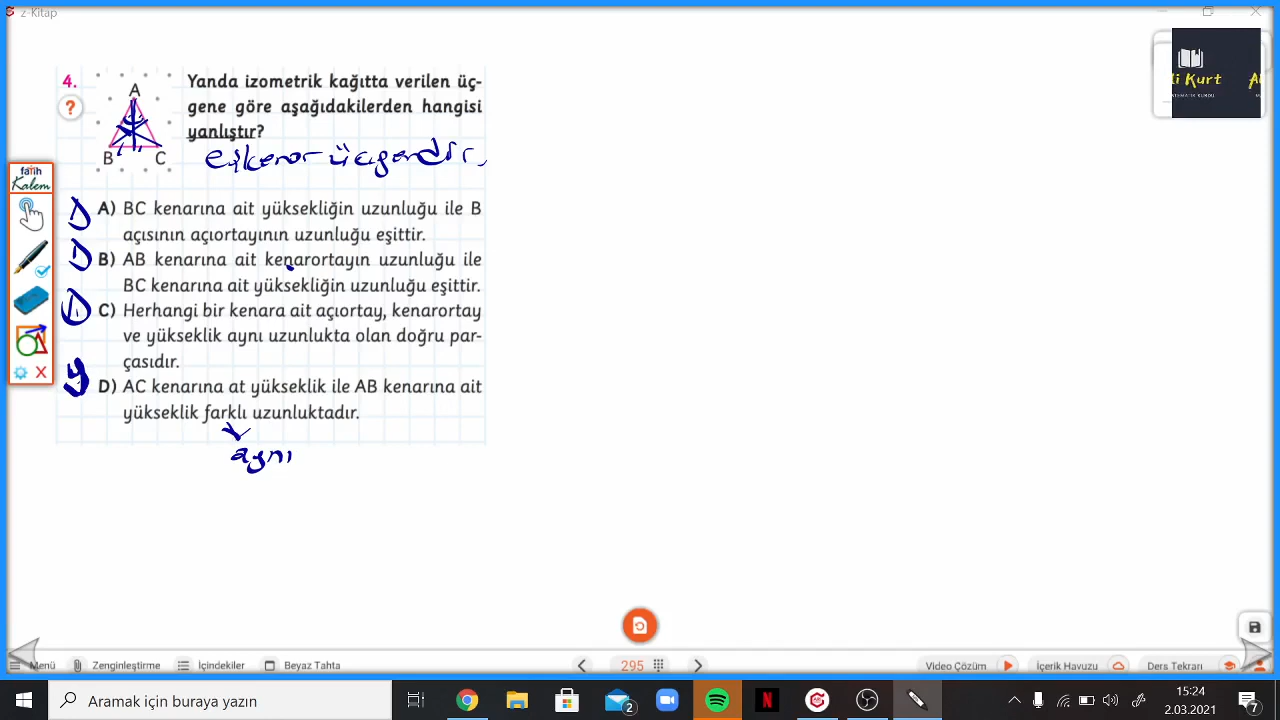 z-Kitap
li Kurt
4.
Yanda izometrik kağıtta verilen üç-
gene göre aşağıdakilerden hangisi
yanlıştır?
?
A
B
C
eşkenar üçgendir.
fatih
Kalem
D A) BC kenarına ait yüksekliğin uzunluğu ile B
açısının açıortayının uzunluğu eşittir.
D B) AB kenarına ait kenarortayın uzunluğu ile
BC kenarına ait yüksekliğin uzunluğu eşittir.
D C) Herhangi bir kenara ait açıortay, kenarortay
ve yükseklik aynı uzunlukta olan doğru par-
çasıdır.
y D) AC kenarına at yükseklik ile AB kenarına ait
yükseklik farklı uzunluktadır.
aynı
Menü Zenginleştirme İçindekiler Beyaz Tahta 295 Video Çözüm İçerik Havuzu Ders Tekrarı
Aramak için buraya yazın
2
N
15:24
2.03.2021
7